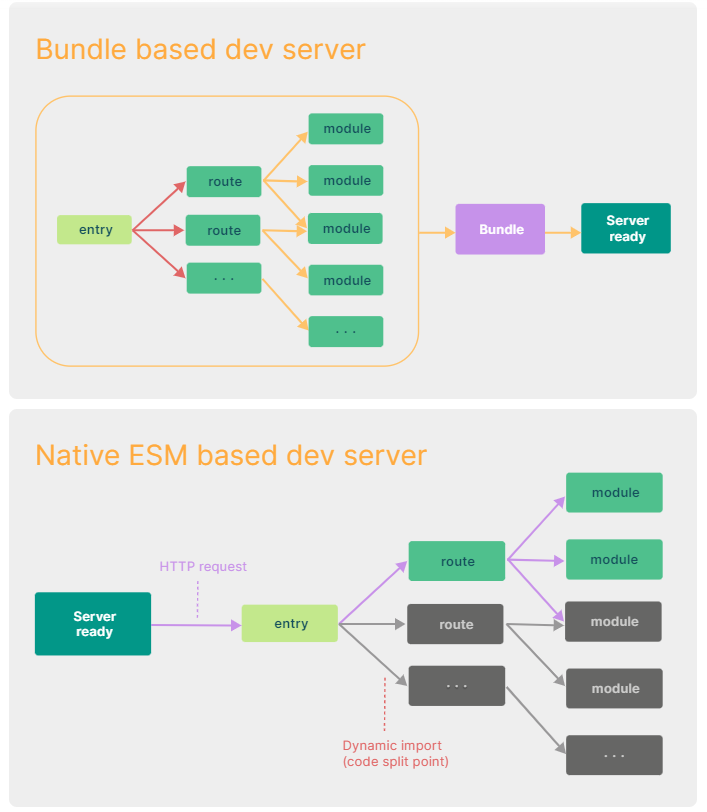 Bundle based dev server
module
route
module
entry
route
module
Bundle
Server
ready
...
module
...
Native ESM based dev server
module
HTTP request
route
module
Server
ready
entry
route
module
...
module
Dynamic import
(code split point)
...